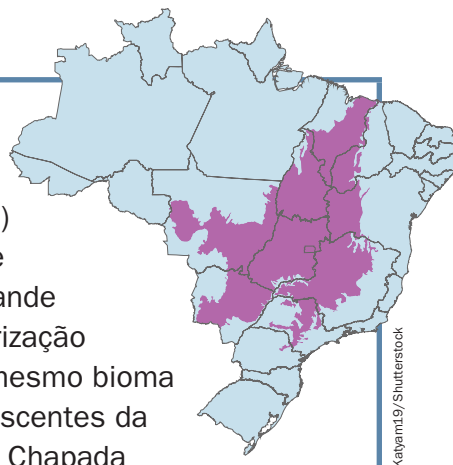 )
e
ande
rização
mesmo bioma
scentes da
Chapada
Katyam19/Shutterstock